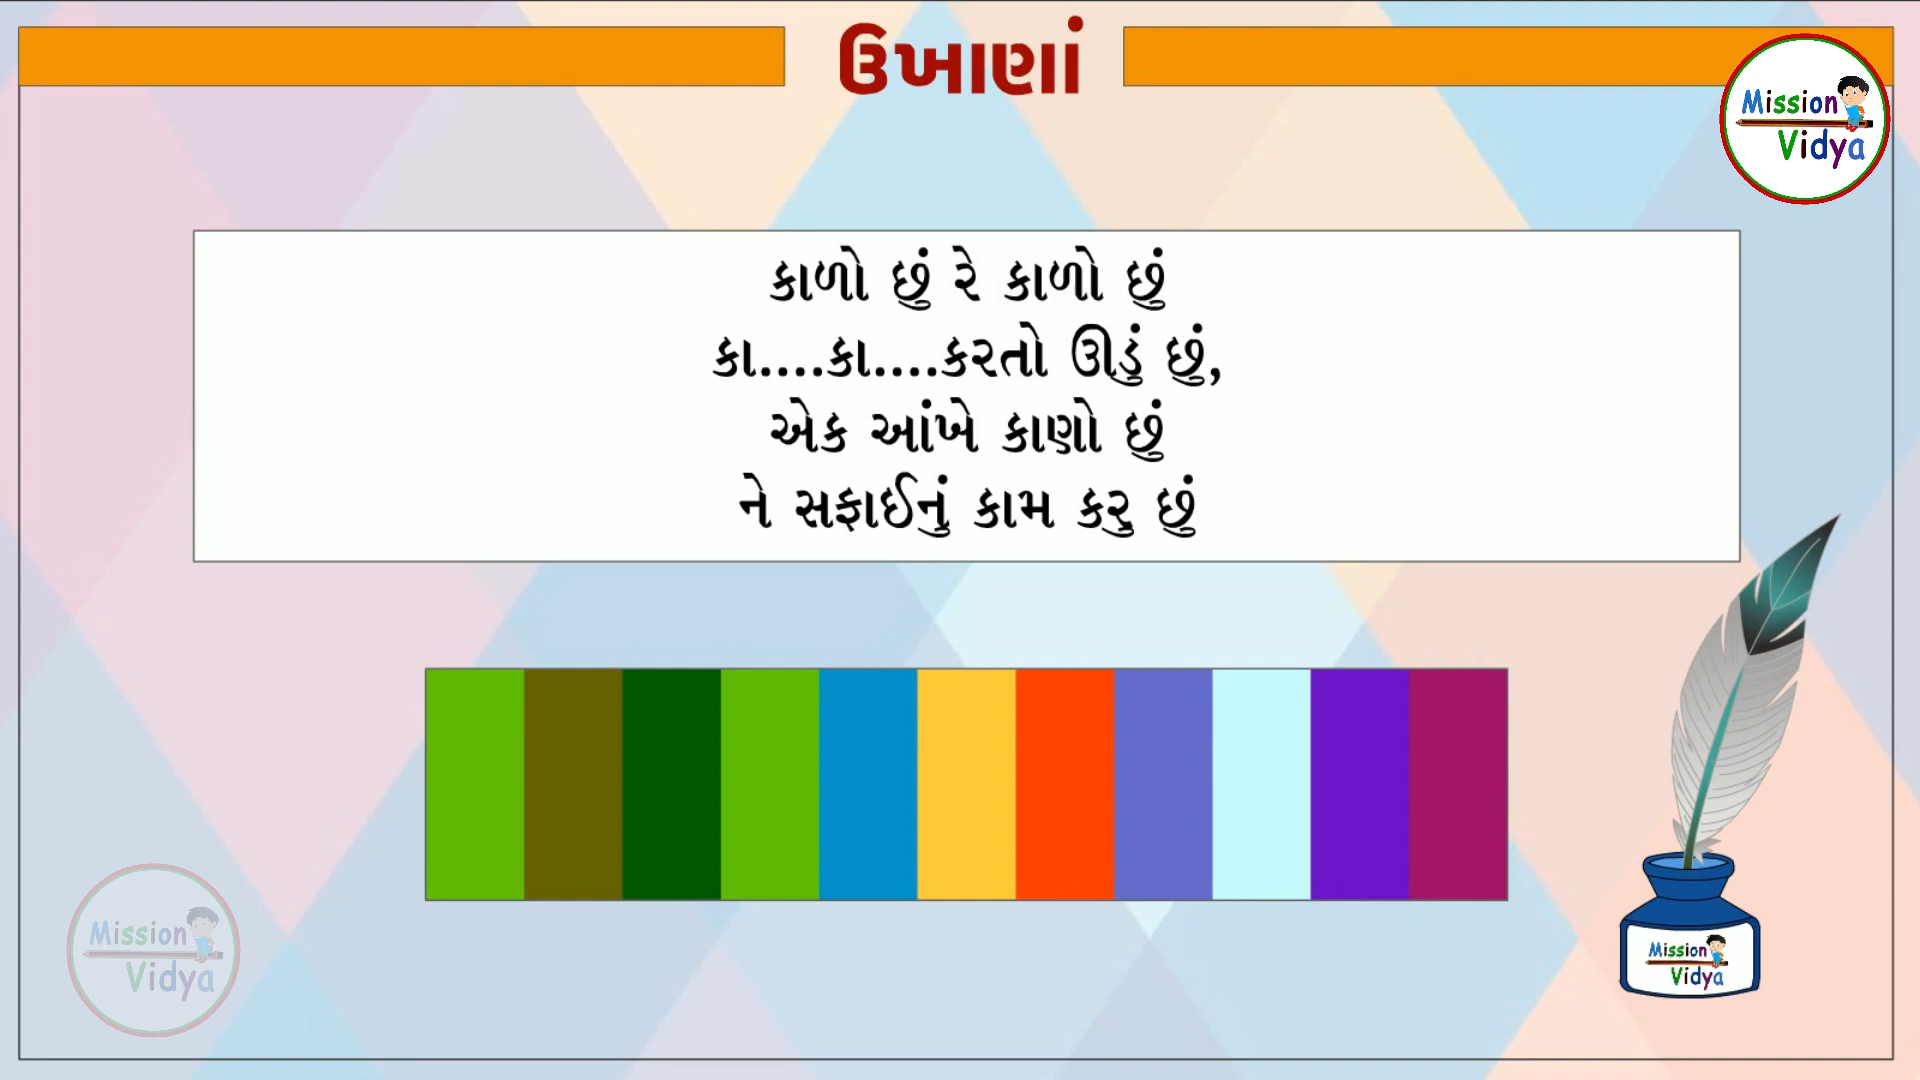 ઉખાણાં
Mission
Vidya
કાળો છું રે કાળો છું
કા....કા....કરતો ઊડું છું,
એક આંખે કાણો છું
ને સફાઈનું કામ કરુ છું
Mission
Vidya
Mission
Vidya